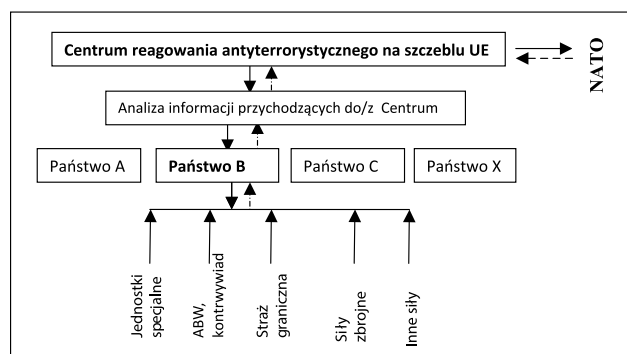 Centrum reagowania antyterrorystycznego na szczeblu UE
NATO
Analiza informacji przychodzących do/z Centrum
Państwo A
Państwo B
Państwo C
Państwo X
Jednostki
specjalne
ABW,
kontrwywiad
Straż
graniczna
Siły
zbrojne
Inne siły